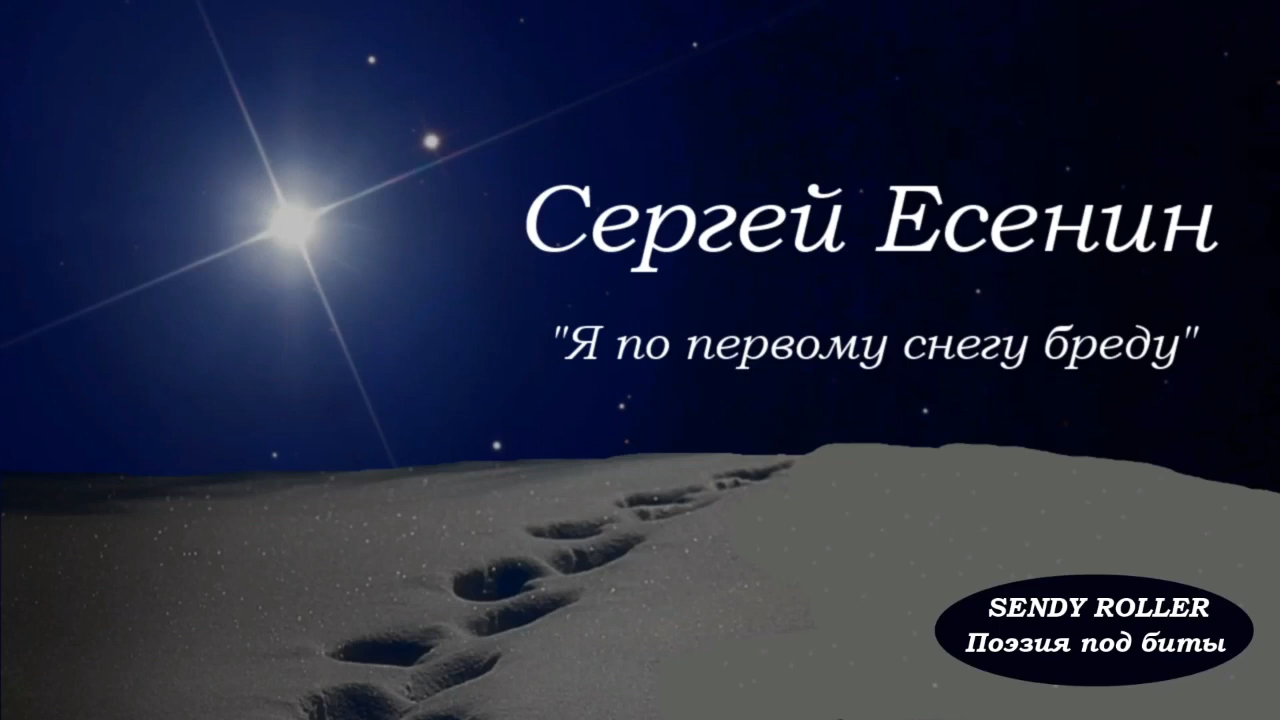 Сергей Есенин
"Я по первому снегу бреду"
SENDY ROLLER
Поэзия под биты